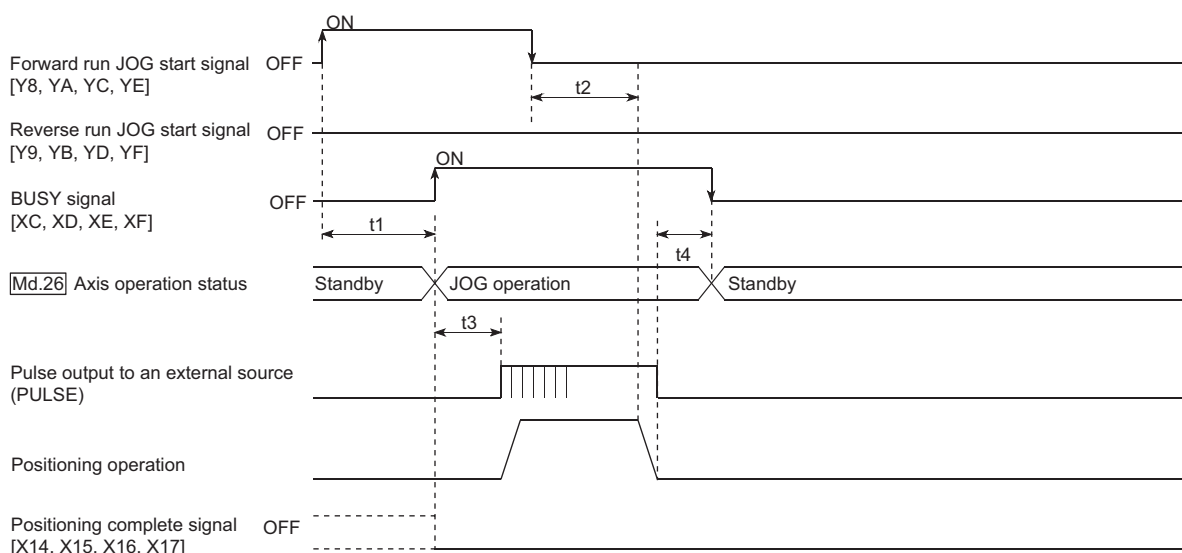 ON
Forward run JOG start signal OFF
[Y8, YA, YC, YE]
t2
Reverse run JOG start signal OFF
[Y9, YB, YD, YF]
ON
BUSY signal OFF
[XC, XD, XE, XF]
t1
t4
Md.26 Axis operation status Standby JOG operation Standby
t3
Pulse output to an external source
(PULSE)
Positioning operation
Positioning complete signal OFF
[X14, X15, X16, X17]